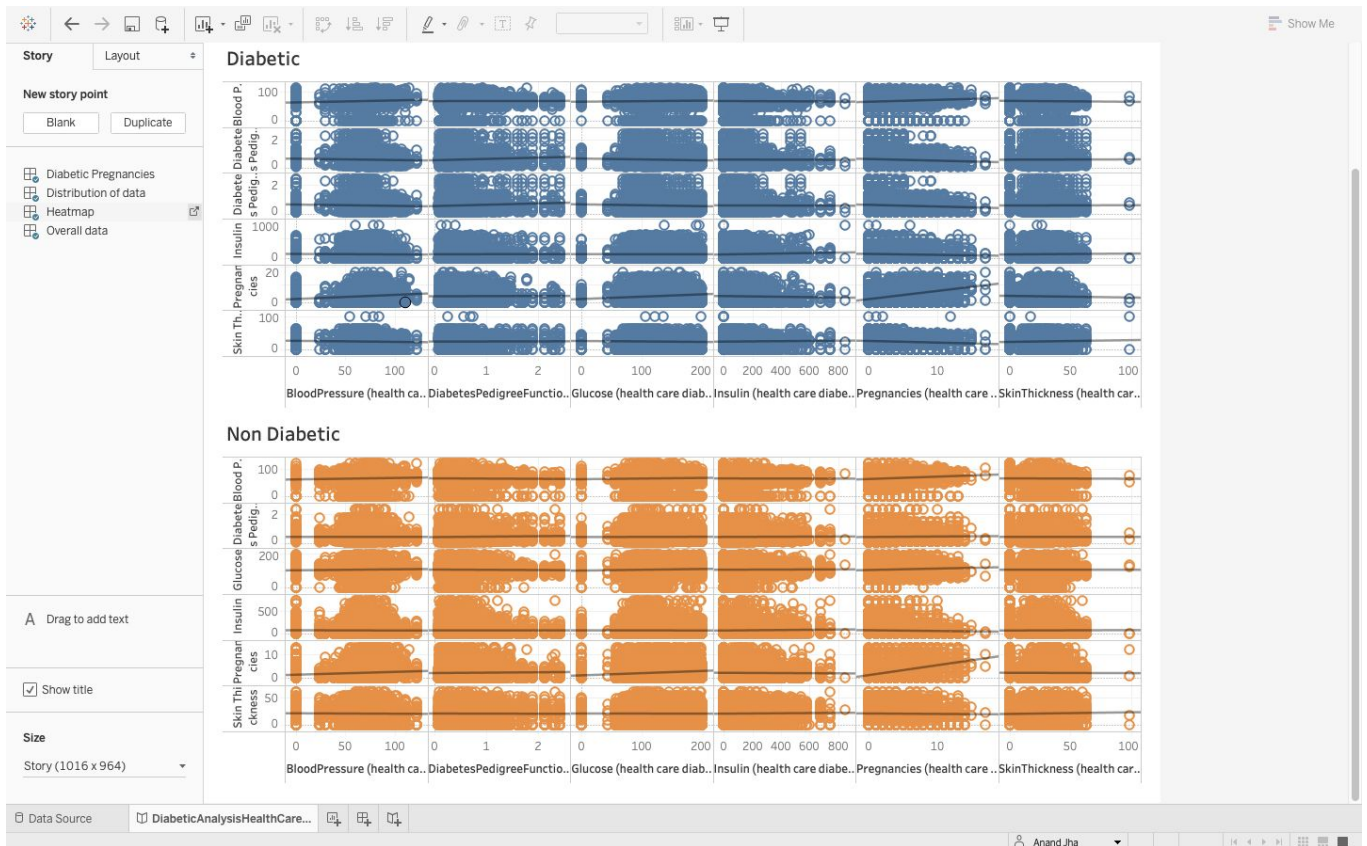 Show Me
Story Layout
New story point
Blank Duplicate
Diabetic Pregnancies
Distribution of data
Heatmap
Overall data
A Drag to add text
Show title
Size
Story (1016 x 964)
Diabetic
Blood P.
100
0
Diabete
s Pedig..
2
0
Diabete
s Pedig..
2
0
Insulin
1000
0
Pregnan
cies
20
0
Skin Th..
100
0
0 50 100 0 1 2 0 100 200 0 200 400 600 800 0 10 0 50 100
BloodPressure (health ca.. DiabetesPedigreeFunctio.. Glucose (health care diab.. Insulin (health care diabe.. Pregnancies (health care .. SkinThickness (health car..
Non Diabetic
Blood P.
100
0
Diabete
s Pedig..
2
0
Glucose
200
0
Insulin
500
0
Pregnan
cies
10
0
Skin Thi
ckness
50
0
0 50 100 0 1 2 0 100 200 0 200 400 600 800 0 10 0 50 100
BloodPressure (health ca.. DiabetesPedigreeFunctio.. Glucose (health care diab.. Insulin (health care diabe.. Pregnancies (health care .. SkinThickness (health car..
Data Source DiabeticAnalysisHealthCare...
Anand Jha